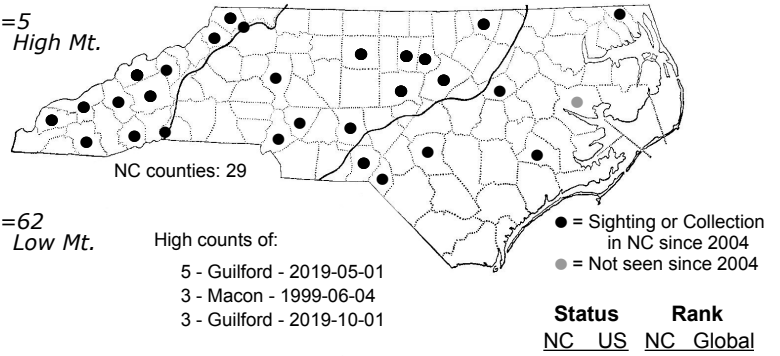 =5
High Mt.
NC counties: 29
=62
Low Mt.
High counts of:
5 - Guilford - 2019-05-01
3 - Macon - 1999-06-04
3 - Guilford - 2019-10-01
● = Sighting or Collection
in NC since 2004
● = Not seen since 2004
Status Rank
NC US NC Global